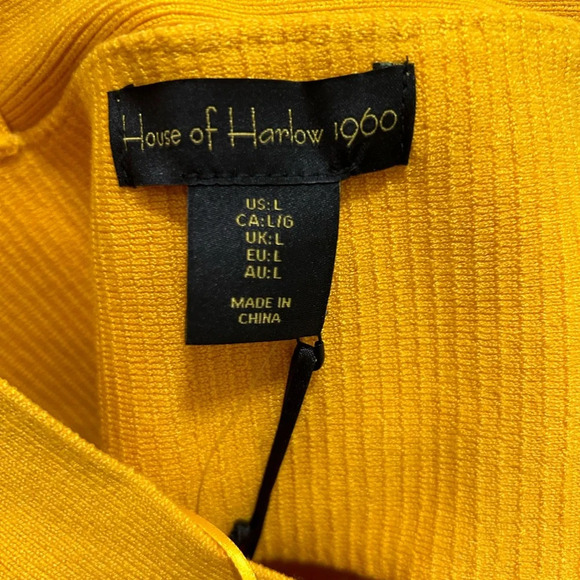 House of Harlow 1960
US: L
CA: L/G
UK: L
EU: L
AU: L
MADE IN
CHINA